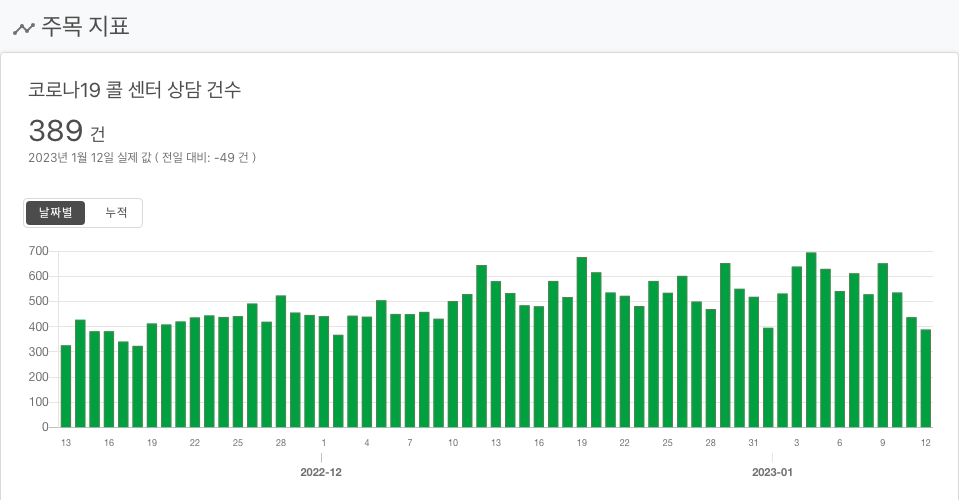 주목 지표
코로나19 콜 센터 상담 건수
389 건
2023년 1월 12일 실제 값 ( 전일 대비: -49 건 )
날짜별 누적
700
600
500
400
300
200
100
0
13 16 19 22 25 28 1 4 7 10 13 16 19 22 25 28 31 3 6 9 12
2022-12 2023-01